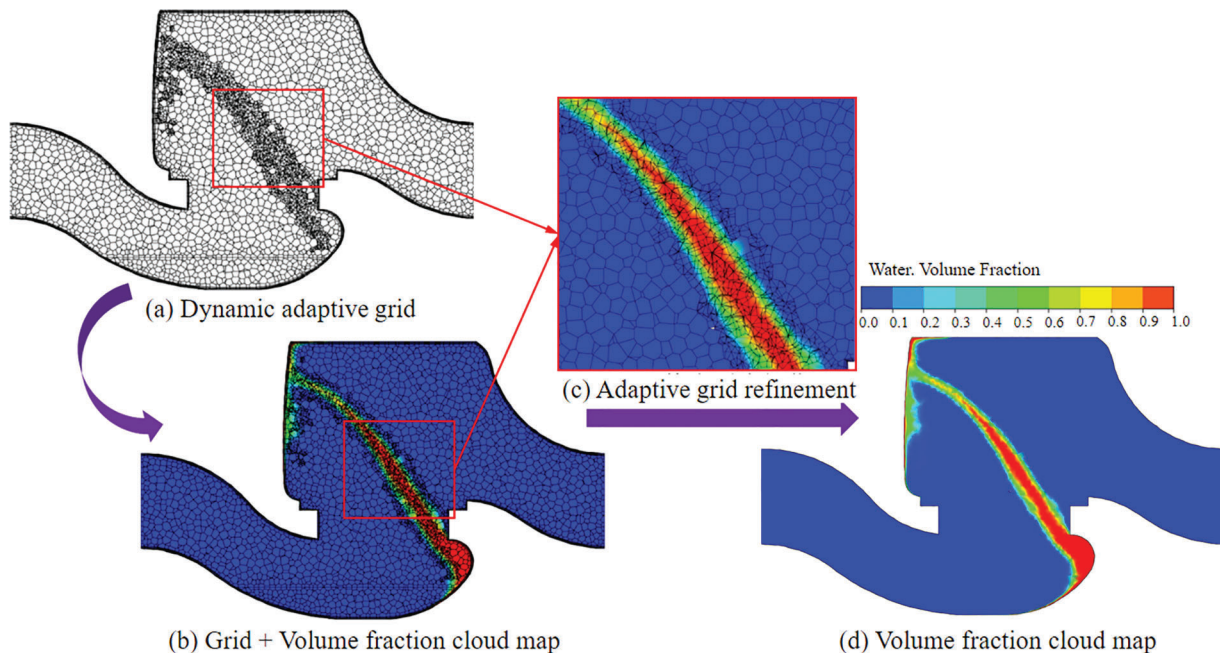 (a) Dynamic adaptive grid
Water. Volume Fraction
0.0 0.1 0.2 0.3 0.4 0.5 0.6 0.7 0.8 0.9 1.0
(c) Adaptive grid refinement
(b) Grid + Volume fraction cloud map
(d) Volume fraction cloud map